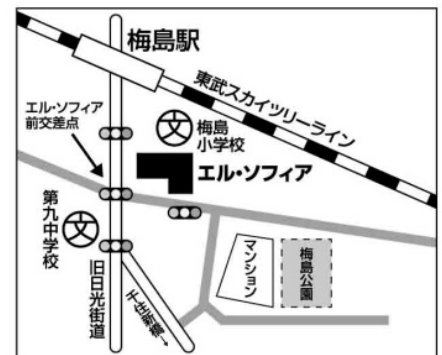 梅島駅
東武スカイツリーライン
エル・ソフィア
前交差点
文
梅島
小学校
エル・ソフィア
第九中学校
文
旧日光街道
千住新橋→
マンション
梅島公園